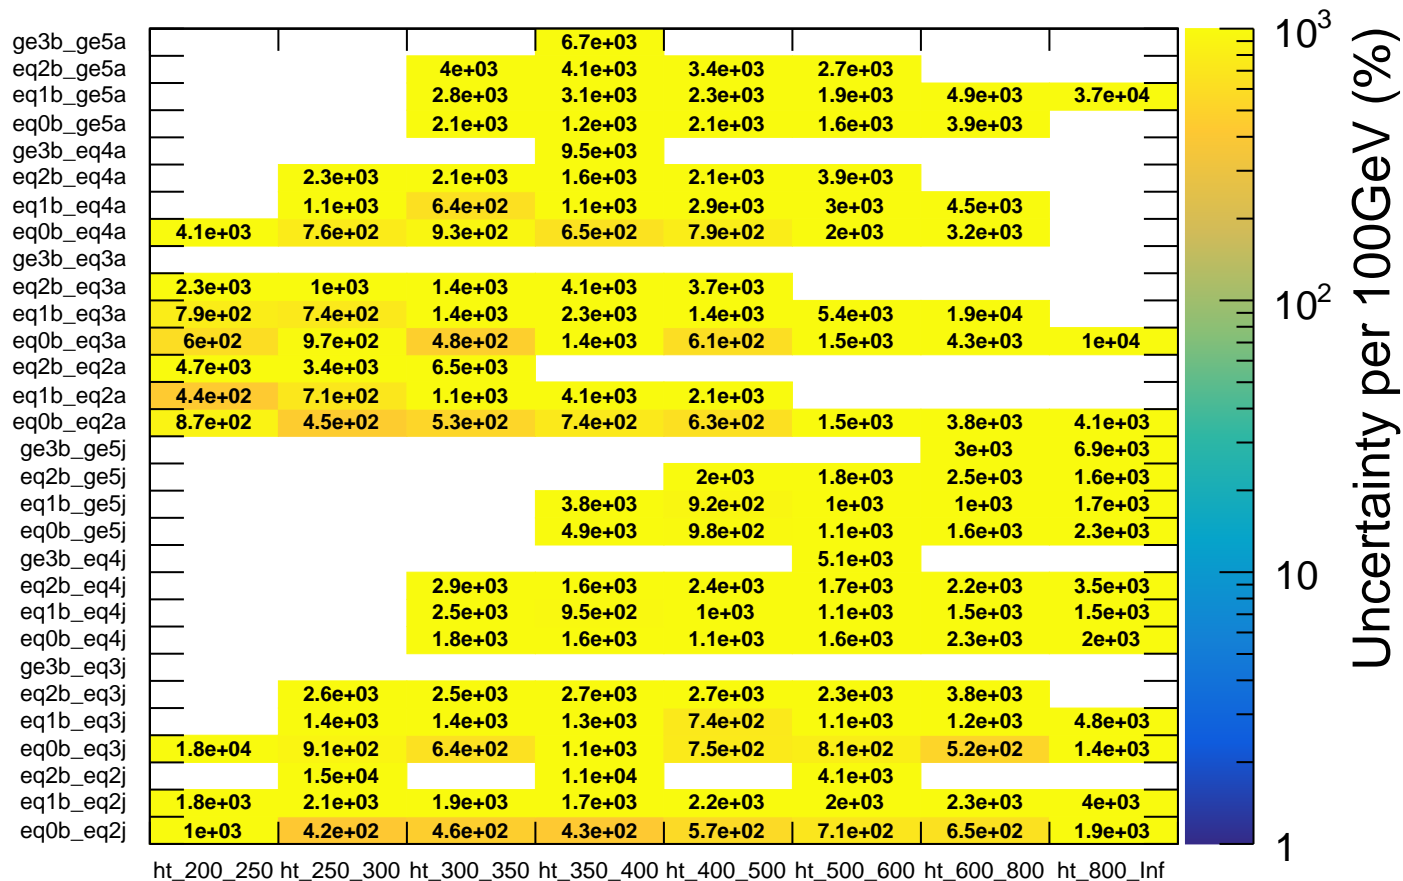 ge3b_ge5a 6.7e+03
eq2b_ge5a 4e+03 4.1e+03 3.4e+03 2.7e+03
eq1b_ge5a 2.8e+03 3.1e+03 2.3e+03 1.9e+03 4.9e+03 3.7e+04
eq0b_ge5a 2.1e+03 1.2e+03 2.1e+03 1.6e+03 3.9e+03
ge3b_eq4a 9.5e+03
eq2b_eq4a 2.3e+03 2.1e+03 1.6e+03 2.1e+03 3.9e+03
eq1b_eq4a 1.1e+03 6.4e+02 1.1e+03 2.9e+03 3e+03 4.5e+03
eq0b_eq4a 4.1e+03 7.6e+02 9.3e+02 6.5e+02 7.9e+02 2e+03 3.2e+03
ge3b_eq3a
eq2b_eq3a 2.3e+03 1e+03 1.4e+03 4.1e+03 3.7e+03
eq1b_eq3a 7.9e+02 7.4e+02 1.4e+03 2.3e+03 1.4e+03 5.4e+03 1.9e+04
eq0b_eq3a 6e+02 9.7e+02 4.8e+02 1.4e+03 6.1e+02 1.5e+03 4.3e+03 1e+04
eq2b_eq2a 4.7e+03 3.4e+03 6.5e+03
eq1b_eq2a 4.4e+02 7.1e+02 1.1e+03 4.1e+03 2.1e+03
eq0b_eq2a 8.7e+02 4.5e+02 5.3e+02 7.4e+02 6.3e+02 1.5e+03 3.8e+03 4.1e+03
ge3b_ge5j 3e+03 6.9e+03
eq2b_ge5j 2e+03 1.8e+03 2.5e+03 1.6e+03
eq1b_ge5j 3.8e+03 9.2e+02 1e+03 1e+03 1.7e+03
eq0b_ge5j 4.9e+03 9.8e+02 1.1e+03 1.6e+03 2.3e+03
ge3b_eq4j 5.1e+03
eq2b_eq4j 2.9e+03 1.6e+03 2.4e+03 1.7e+03 2.2e+03 3.5e+03
eq1b_eq4j 2.5e+03 9.5e+02 1e+03 1.1e+03 1.5e+03 1.5e+03
eq0b_eq4j 1.8e+03 1.6e+03 1.1e+03 1.6e+03 2.3e+03 2e+03
ge3b_eq3j
eq2b_eq3j 2.6e+03 2.5e+03 2.7e+03 2.7e+03 2.3e+03 3.8e+03
eq1b_eq3j 1.4e+03 1.4e+03 1.3e+03 7.4e+02 1.1e+03 1.2e+03 4.8e+03
eq0b_eq3j 1.8e+04 9.1e+02 6.4e+02 1.1e+03 7.5e+02 8.1e+02 5.2e+02 1.4e+03
eq2b_eq2j 1.5e+04 1.1e+04 4.1e+03
eq1b_eq2j 1.8e+03 2.1e+03 1.9e+03 1.7e+03 2.2e+03 2e+03 2.3e+03 4e+03
eq0b_eq2j 1e+03 4.2e+02 4.6e+02 4.3e+02 5.7e+02 7.1e+02 6.5e+02 1.9e+03
ht_200_250 ht_250_300 ht_300_350 ht_350_400 ht_400_500 ht_500_600 ht_600_800 ht_800_Inf
10³
10²
10
1
Uncertainty per 100GeV (%)